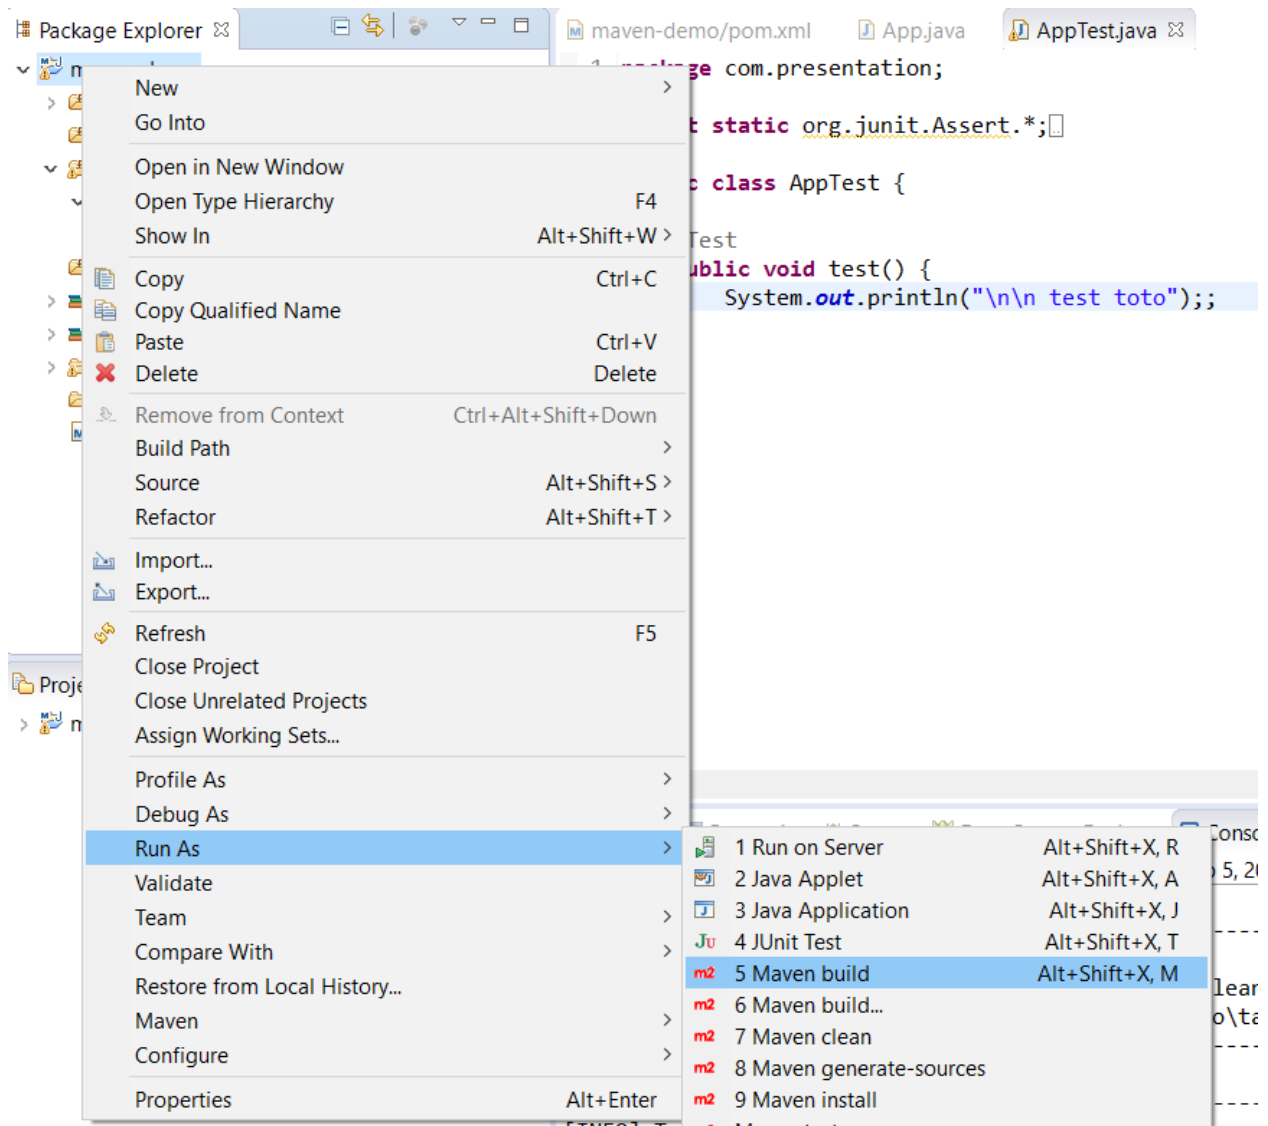 Package Explorer
maven-demo/pom.xml
App.java
AppTest.java
package com.presentation;
t static org.junit.Assert.*;
c class AppTest {
Test
ublic void test() {
System.out.println("\n\n test toto");;
New
Go Into
Open in New Window
Open Type Hierarchy F4
Show In Alt+Shift+W >
Copy Ctrl+C
Copy Qualified Name
Paste Ctrl+V
Delete Delete
Remove from Context Ctrl+Alt+Shift+Down
Build Path >
Source Alt+Shift+S >
Refactor Alt+Shift+T >
Import...
Export...
Refresh F5
Close Project
Close Unrelated Projects
Assign Working Sets...
Profile As >
Debug As >
Run As >
Validate
Team >
Compare With >
Restore from Local History...
Maven >
Configure >
Properties Alt+Enter
Proje
1 Run on Server Alt+Shift+X, R
2 Java Applet Alt+Shift+X, A
3 Java Application Alt+Shift+X, J
JU 4 JUnit Test Alt+Shift+X, T
m2 5 Maven build Alt+Shift+X, M
m2 6 Maven build...
m2 7 Maven clean
m2 8 Maven generate-sources
m2 9 Maven install
Conso
5, 20
lean
o\ta